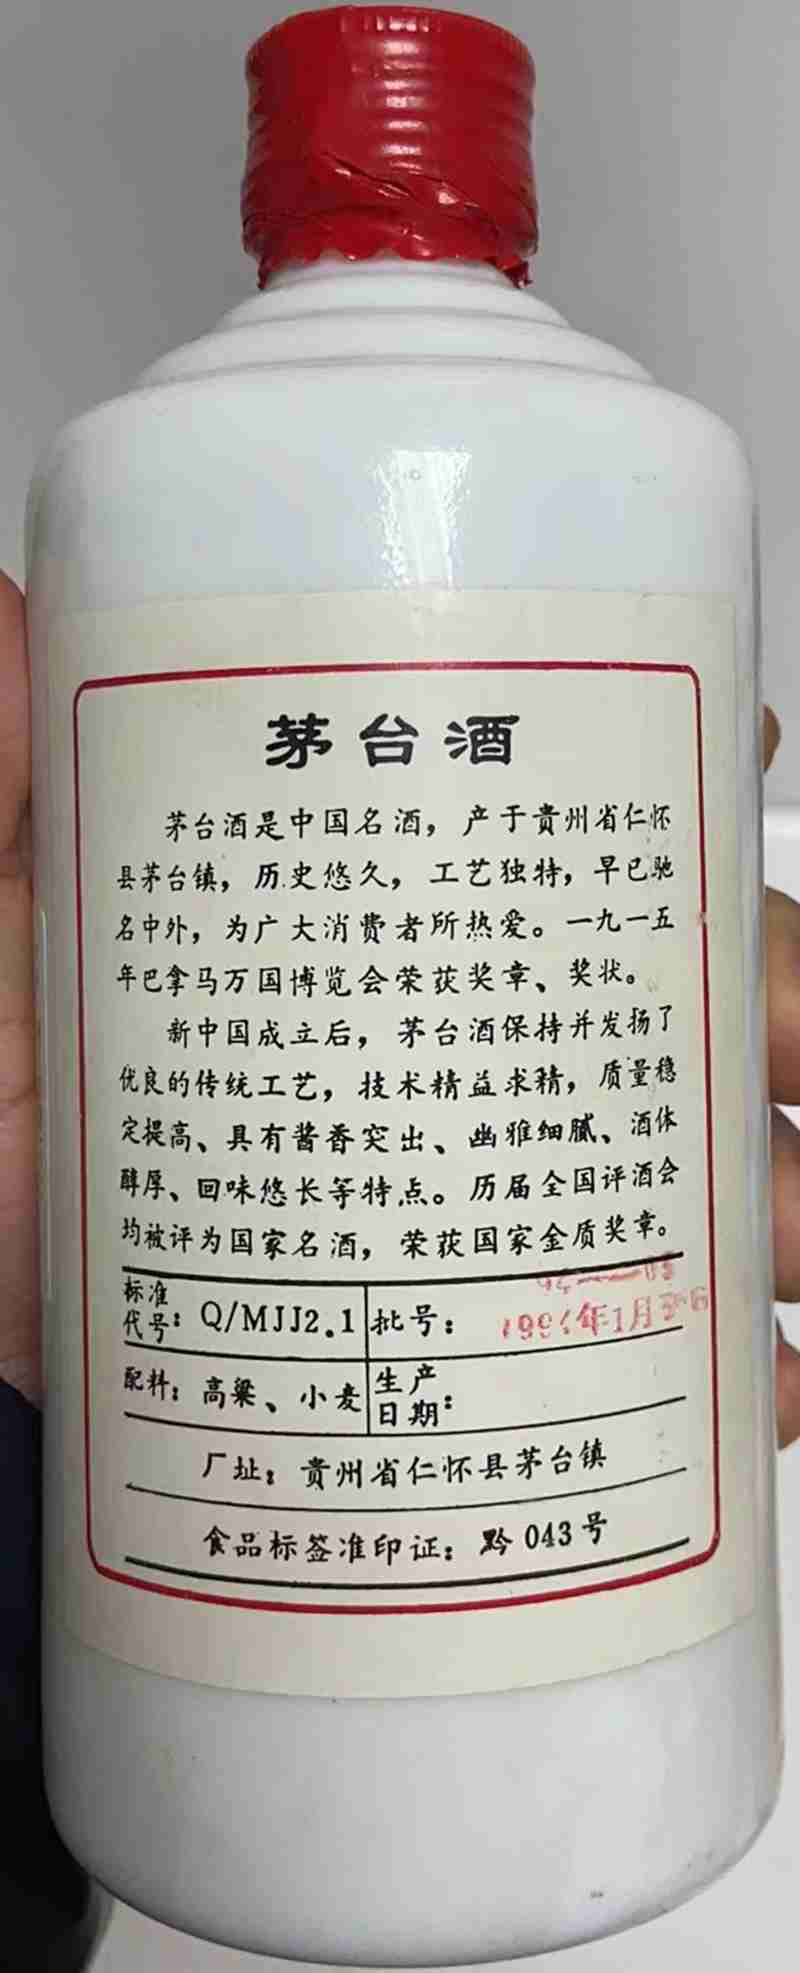 茅台酒
茅台酒是中国名酒，产于贵州省仁怀
县茅台镇，历史悠久，工艺独特，早已驰
名中外，为广大消费者所热爱。一九一五
年巴拿马万国博览会荣获奖章、奖状。
新中国成立后，茅台酒保持并发扬了
优良的传统工艺，技术精益求精，质量稳
定提高、具有酱香突出、幽雅细腻、酒体
醇厚、回味悠长等特点。历届全国评酒会
均被评为国家名酒，荣获国家金质奖章。
标准代号：Q/MJJ2.1 批号：
1994年1月
配料：高粱、小麦 生产日期：
厂址：贵州省仁怀县茅台镇
食品标签准印证：黔043号